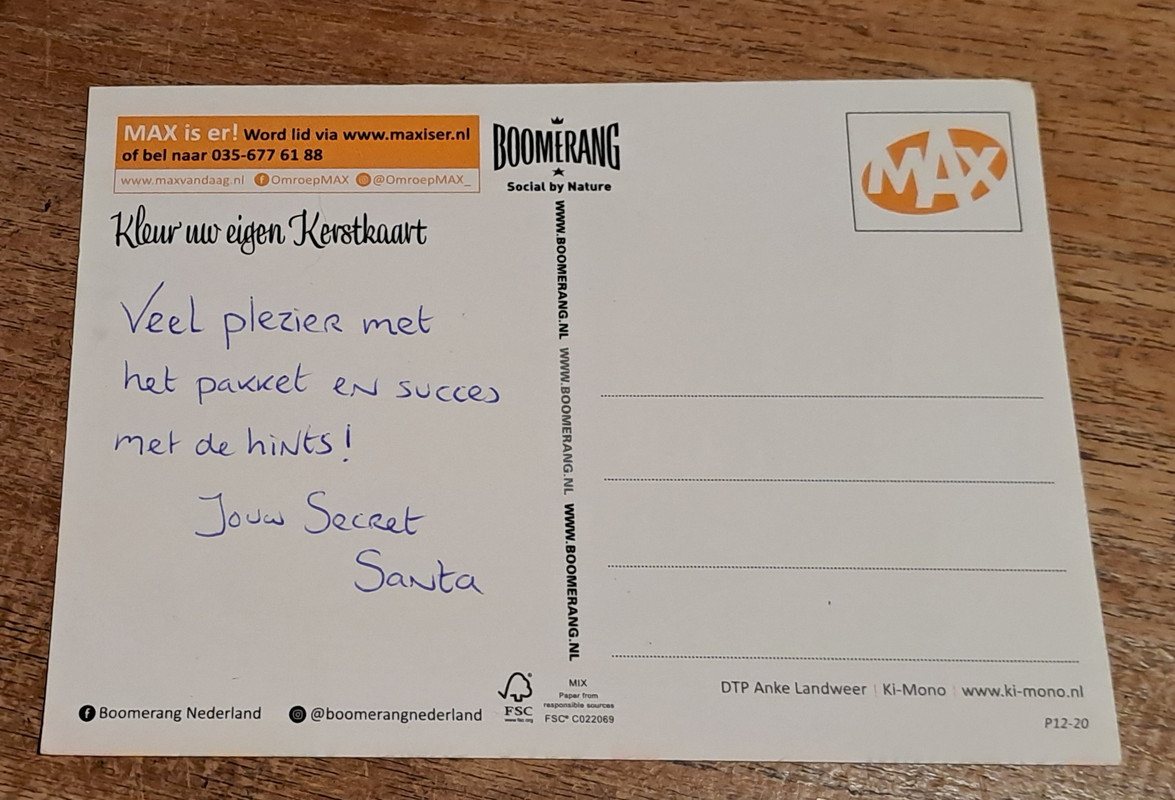 MAX is er! Word lid via www.maxiser.nl
of bel naar 035-677 61 88
www.maxvandaag.nl OmroepMAX @OmroepMAX_
Kleur uw eigen Kerstkaart
Veel plezier met
het pakket en succes
met de hints!
Jouw Secret
Santa
Boomerang Nederland @boomerangnederland
BOOMERANG
Social by Nature
WWW.BOOMERANG.NL WWW.BOOMERANG.NL WWW.BOOMERANG.NL
FSC
www.fsc.org
MIX
Paper from
responsible sources
FSC® C022069
MAX
DTP Anke Landweer | Ki-Mono | www.ki-mono.nl
P12-20